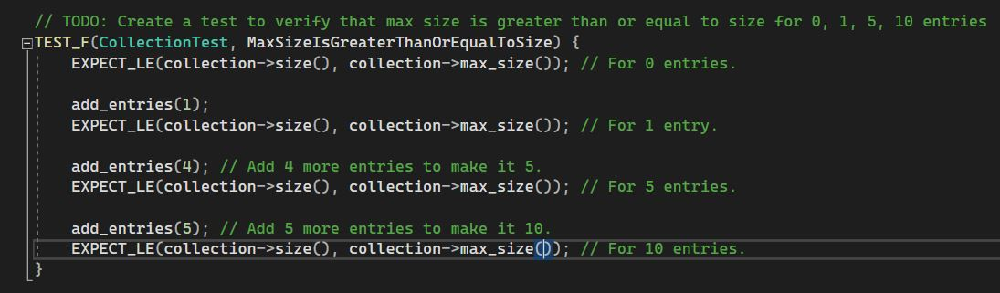 // TODO: Create a test to verify that max size is greater than or equal to size for 0, 1, 5, 10 entries
TEST_F(CollectionTest, MaxSizeIsGreaterThanOrEqualToSize) {
    EXPECT_LE(collection->size(), collection->max_size()); // For 0 entries.

    add_entries(1);
    EXPECT_LE(collection->size(), collection->max_size()); // For 1 entry.

    add_entries(4); // Add 4 more entries to make it 5.
    EXPECT_LE(collection->size(), collection->max_size()); // For 5 entries.

    add_entries(5); // Add 5 more entries to make it 10.
    EXPECT_LE(collection->size(), collection->max_size()); // For 10 entries.
}